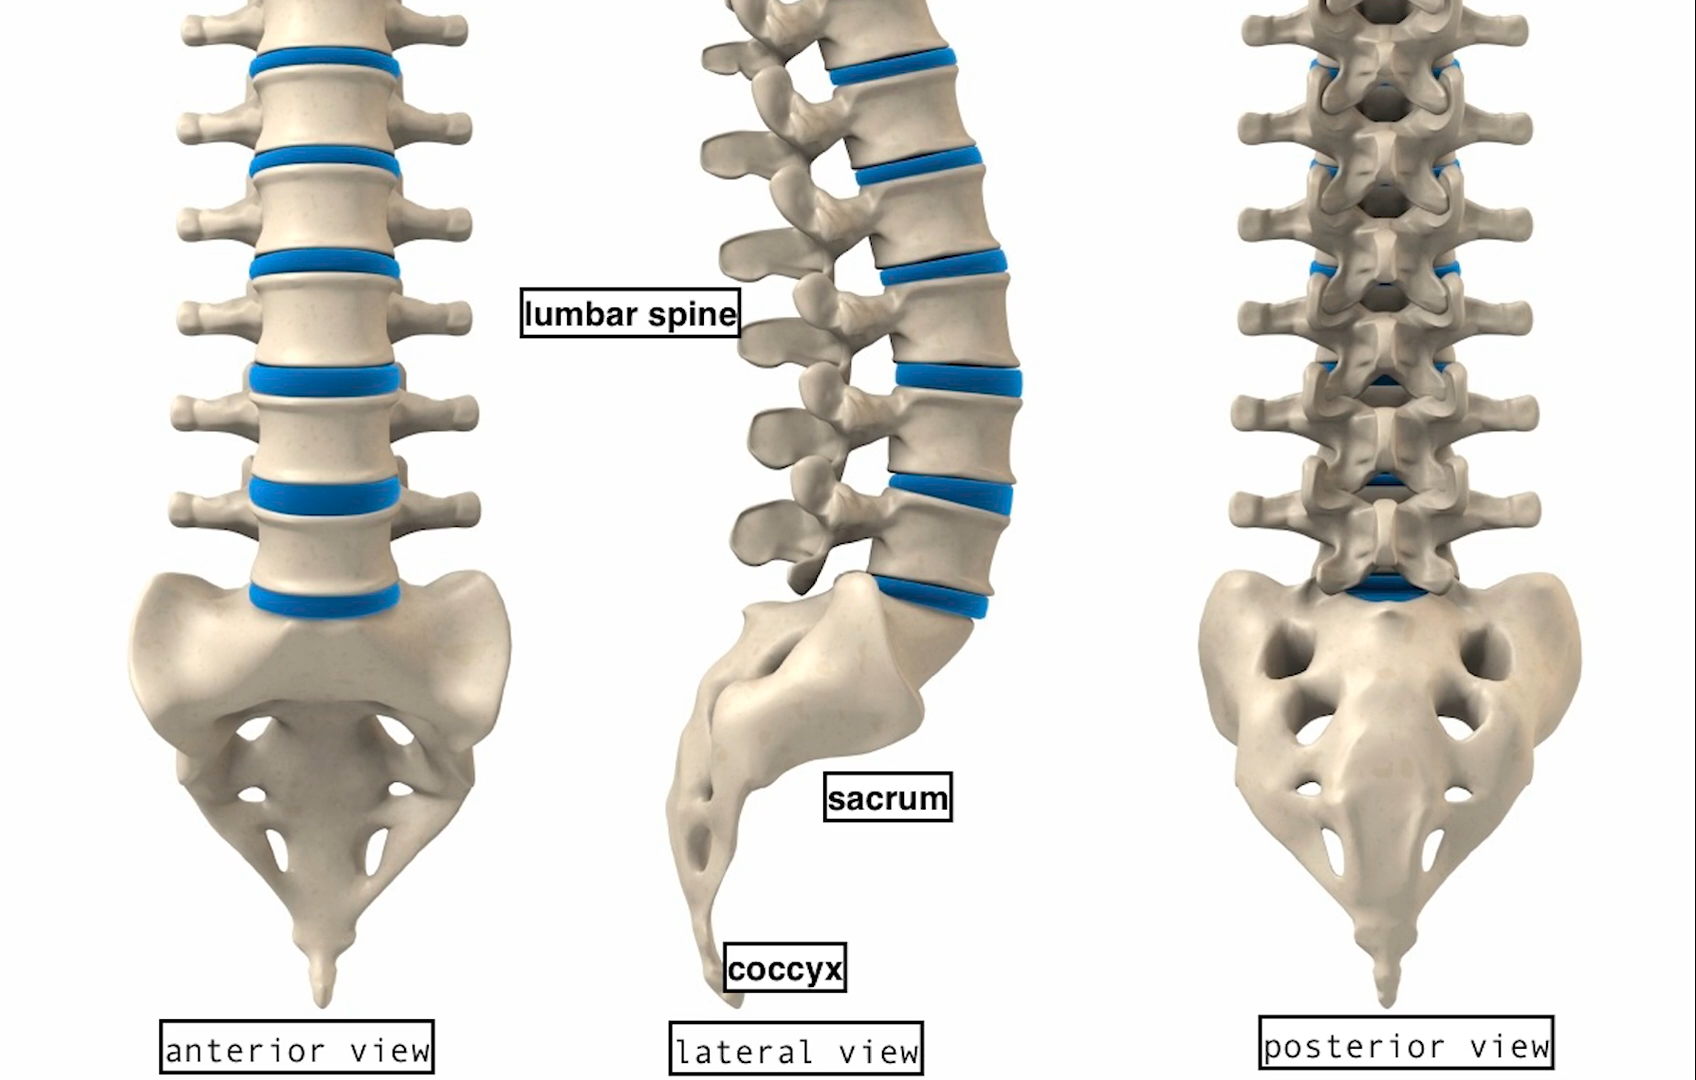 lumbar spine
sacrum
coccyx
anterior view
lateral view
posterior view